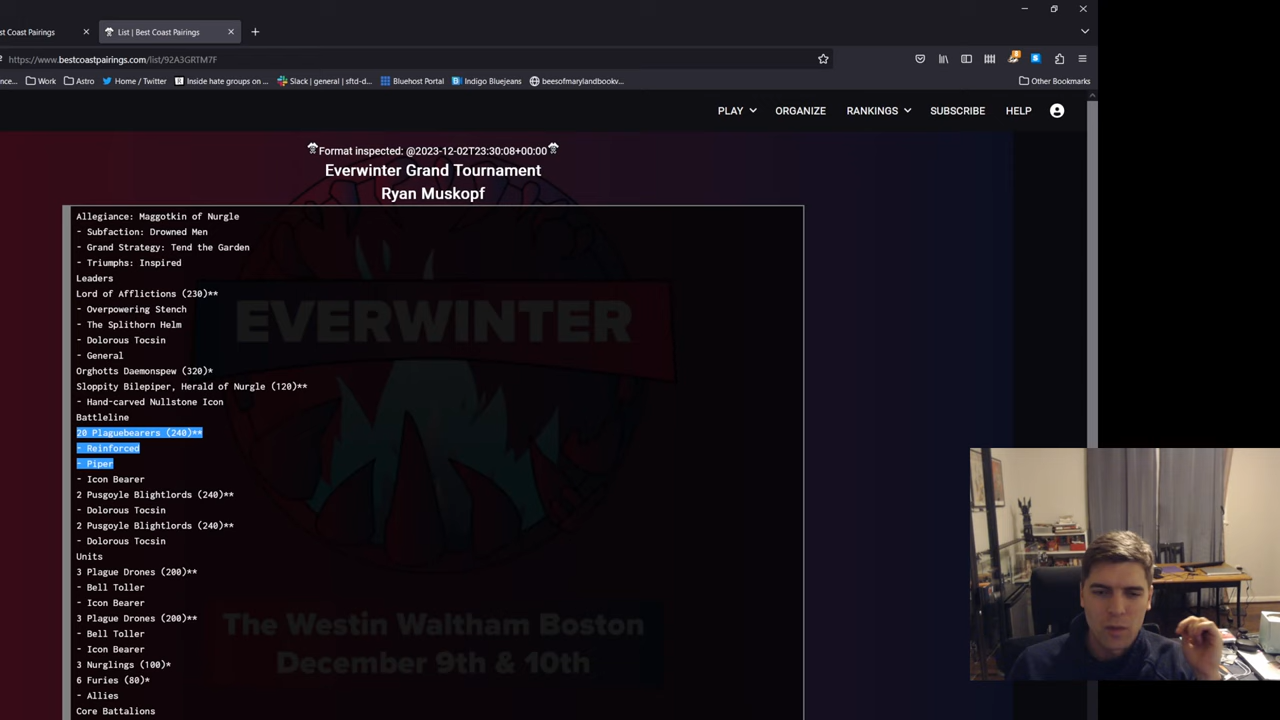 st Coast Pairings
List | Best Coast Pairings
https://www.bestcoastpairings.com/list/92A3GRTM7F
nce...
Work
Astro
Home / Twitter
Inside hate groups on ...
Slack | general | sftd-d...
Bluehost Portal
Indigo Bluejeans
beesofmarylandbookv...
Other Bookmarks
PLAY
ORGANIZE
RANKINGS
SUBSCRIBE
HELP
Format inspected: @2023-12-02T23:30:08+00:00
Everwinter Grand Tournament
Ryan Muskopf
Allegiance: Maggotkin of Nurgle
- Subfaction: Drowned Men
- Grand Strategy: Tend the Garden
- Triumphs: Inspired
Leaders
Lord of Afflictions (230)**
- Overpowering Stench
- The Splithorn Helm
- Dolorous Tocsin
- General
Orghotts Daemonspew (320)*
Sloppity Bilepiper, Herald of Nurgle (120)**
- Hand-carved Nullstone Icon
Battleline
20 Plaguebearers (240)**
- Reinforced
- Piper
- Icon Bearer
2 Pusgoyle Blightlords (240)**
- Dolorous Tocsin
2 Pusgoyle Blightlords (240)**
- Dolorous Tocsin
Units
3 Plague Drones (200)**
- Bell Toller
- Icon Bearer
3 Plague Drones (200)**
- Bell Toller
- Icon Bearer
3 Nurglings (100)*
6 Furies (80)*
- Allies
Core Battalions
EVERWINTER
The Westin Waltham Boston
December 9th & 10th